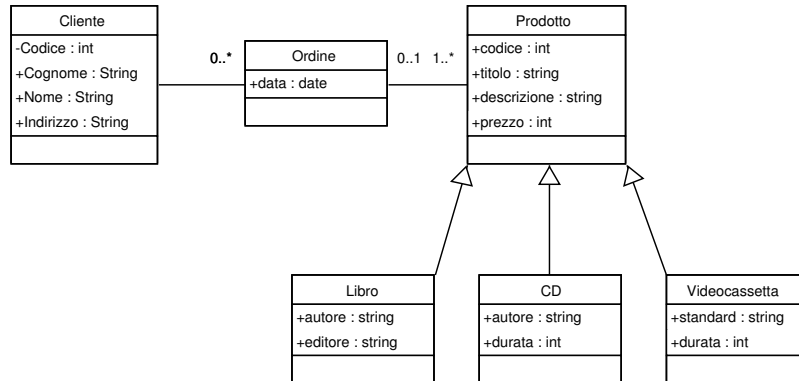 Cliente
-Codice : int
+Cognome : String
+Nome : String
+Indirizzo : String
0..*
Ordine
+data : date
0..1 1..*
Prodotto
+codice : int
+titolo : string
+descrizione : string
+prezzo : int
Libro
+autore : string
+editore : string
CD
+autore : string
+durata : int
Videocassetta
+standard : string
+durata : int